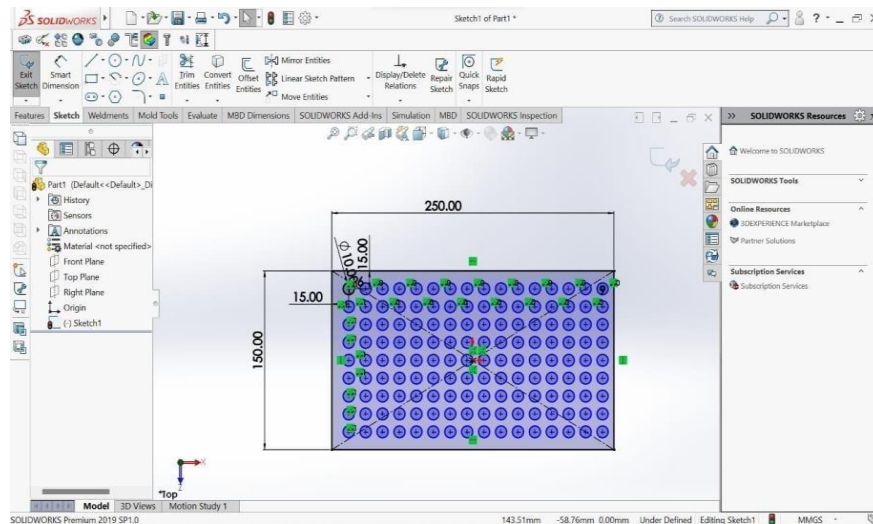 SOLIDWORKS
Sketch1 of Part1 *
Search SOLIDWORKS Help
Exit Sketch
Smart Dimension
Trim Entities
Convert Entities
Offset Entities
Mirror Entities
Linear Sketch Pattern
Move Entities
Display/Delete Relations
Repair Sketch
Quick Snaps
Rapid Sketch
Features Sketch Weldments Mold Tools Evaluate MBD Dimensions SOLIDWORKS Add-Ins Simulation MBD SOLIDWORKS Inspection
Part1 (Default<<Default>_Di
History
Sensors
Annotations
Material <not specified>
Front Plane
Top Plane
Right Plane
Origin
(-) Sketch1
250.00
15.00
15.00
150.00
X
Z
*Top
SOLIDWORKS Resources
Welcome to SOLIDWORKS
SOLIDWORKS Tools
Online Resources
3DEXPERIENCE Marketplace
Partner Solutions
Subscription Services
Subscription Services
Model 3D Views Motion Study 1
SOLIDWORKS Premium 2019 SP1.0
143.51mm -58.76mm 0.00mm Under Defined Editing Sketch1 MMGS